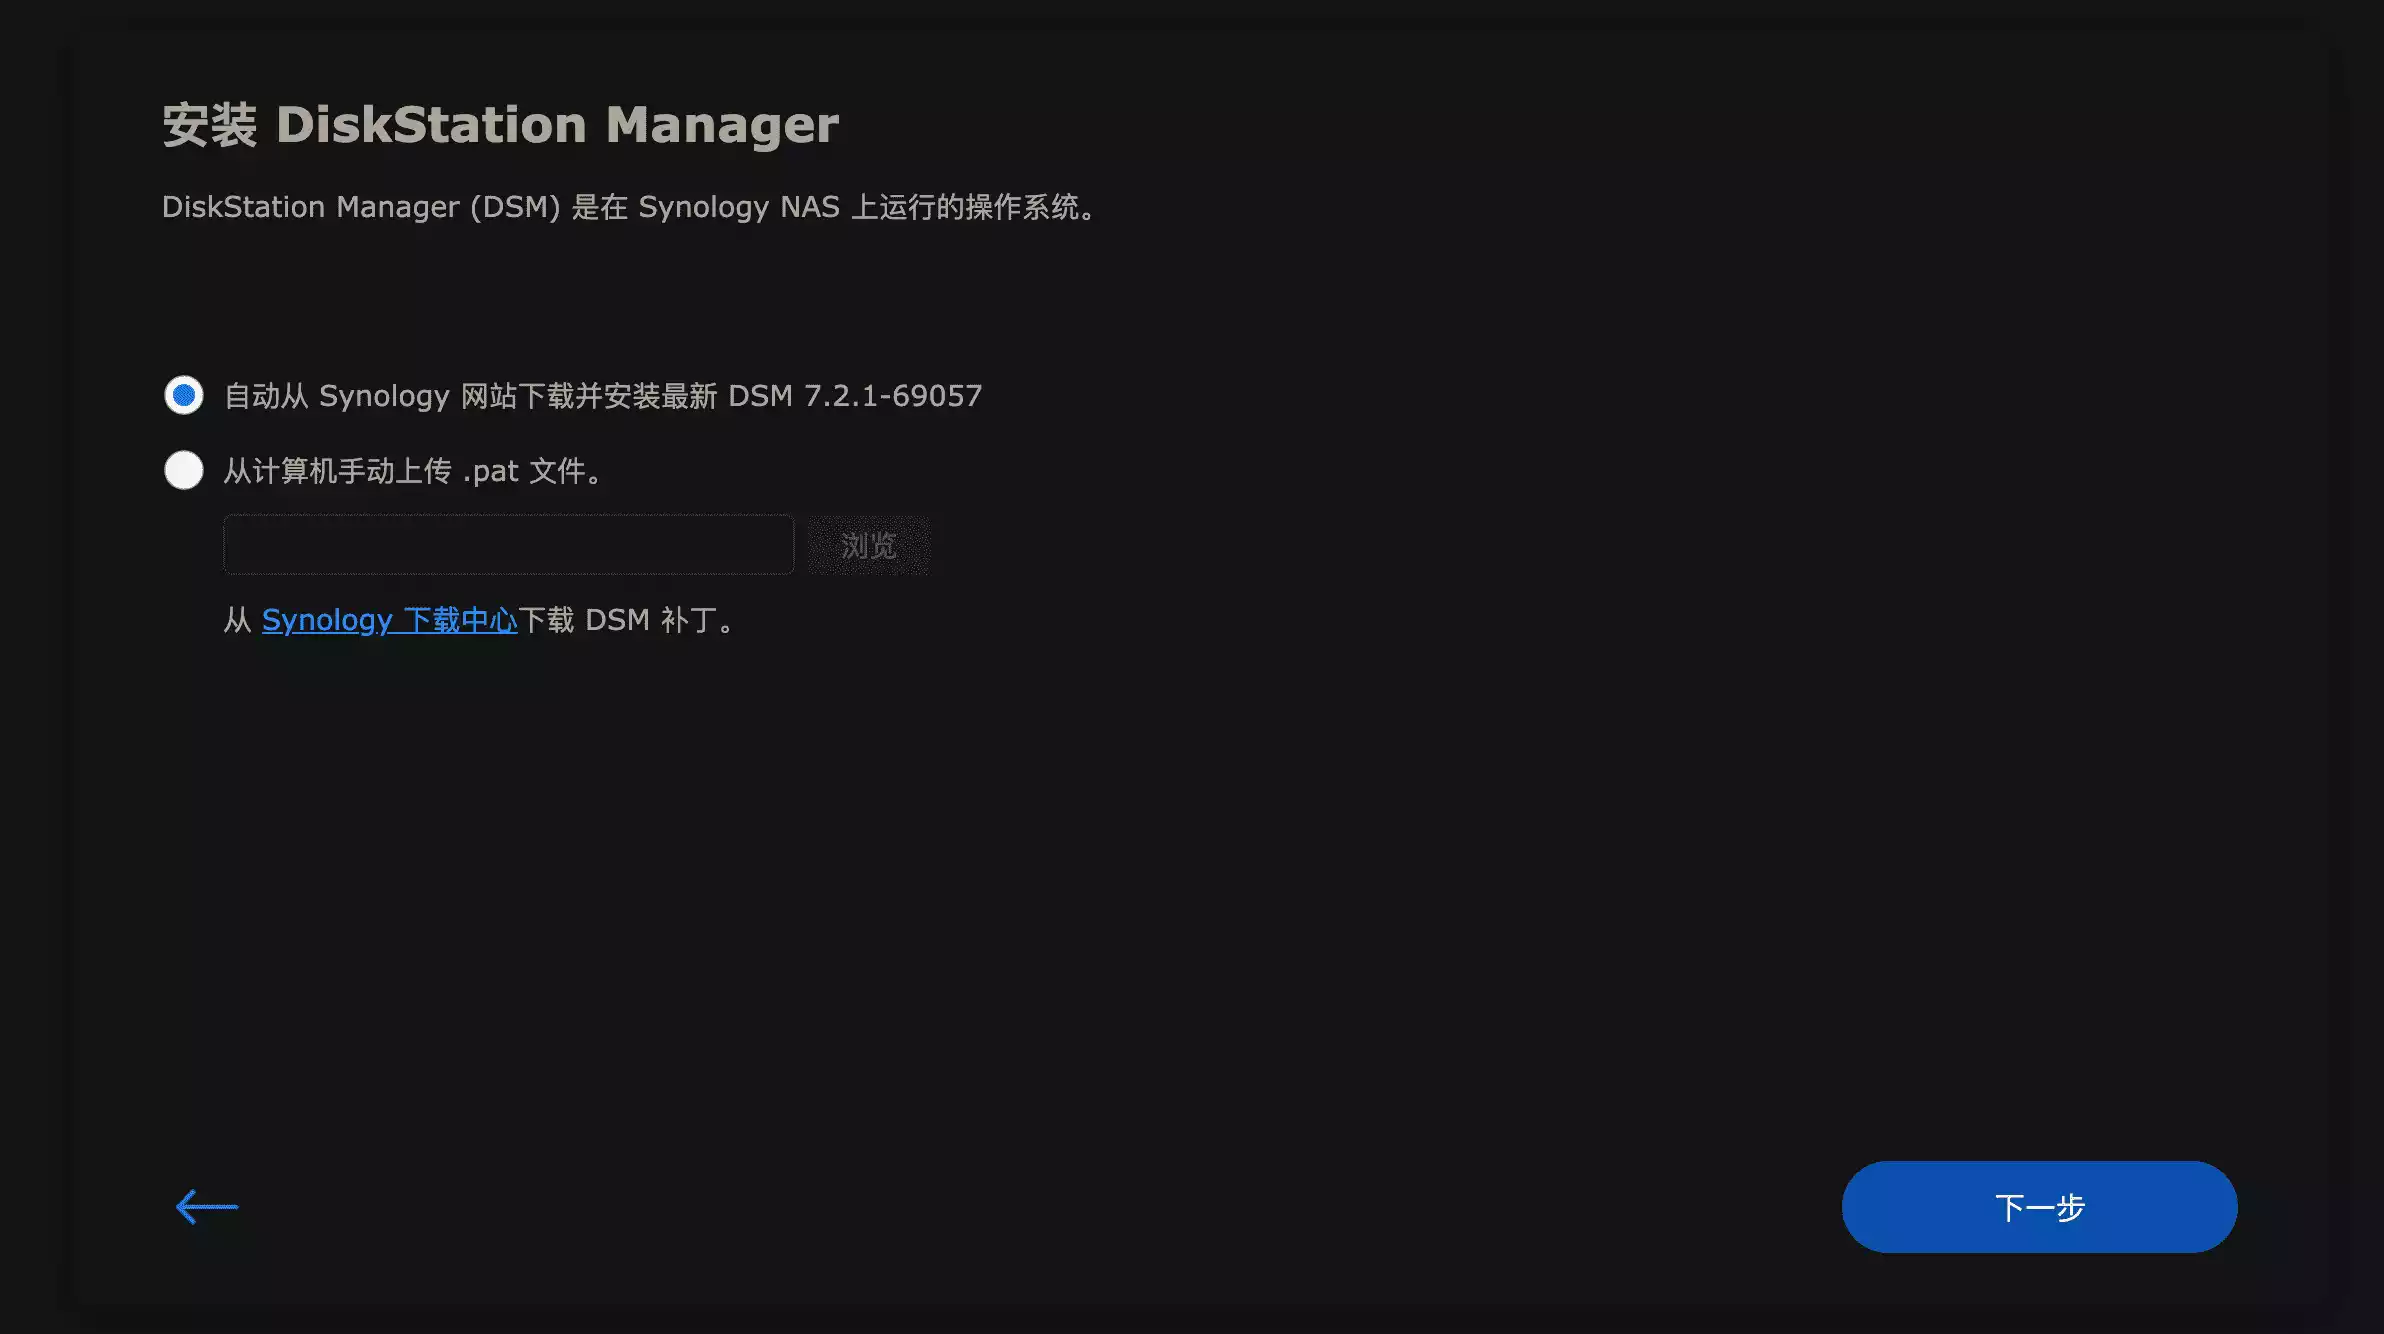 安装 DiskStation Manager
DiskStation Manager (DSM) 是在 Synology NAS 上运行的操作系统。
自动从 Synology 网站下载并安装最新 DSM 7.2.1-69057
从计算机手动上传 .pat 文件。
浏览
从 Synology 下载中心下载 DSM 补丁。
下一步